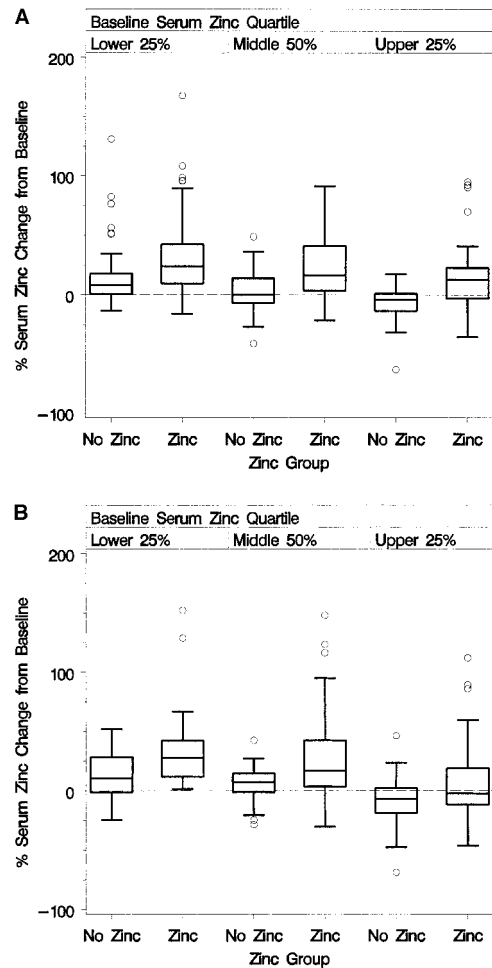 A
Baseline Serum Zinc Quartile
Lower 25% Middle 50% Upper 25%
200
100
0
−100
% Serum Zinc Change from Baseline
No Zinc Zinc No Zinc Zinc No Zinc Zinc
Zinc Group
B
Baseline Serum Zinc Quartile
Lower 25% Middle 50% Upper 25%
200
100
0
−100
% Serum Zinc Change from Baseline
No Zinc Zinc No Zinc Zinc No Zinc Zinc
Zinc Group